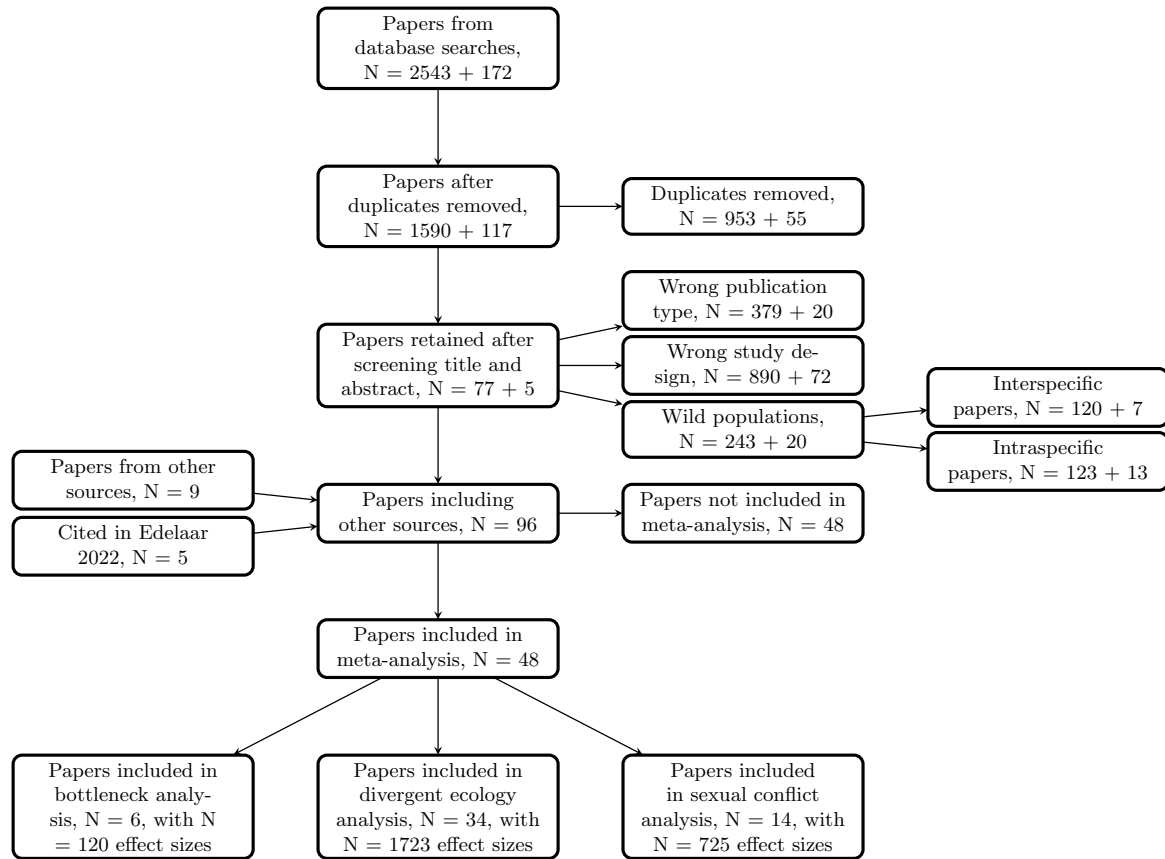 Papers from
database searches,
N = 2543 + 172
Papers after
duplicates removed,
N = 1590 + 117
Duplicates removed,
N = 953 + 55
Wrong publication
type, N = 379 + 20
Papers retained after
screening title and
abstract, N = 77 + 5
Wrong study de-
sign, N = 890 + 72
Wild populations,
N = 243 + 20
Interspecific
papers, N = 120 + 7
Intraspecific
papers, N = 123 + 13
Papers from other
sources, N = 9
Cited in Edelaar
2022, N = 5
Papers including
other sources, N = 96
Papers not included in
meta-analysis, N = 48
Papers included in
meta-analysis, N = 48
Papers included in
bottleneck analy-
sis, N = 6, with N
= 120 effect sizes
Papers included in
divergent ecology
analysis, N = 34, with
N = 1723 effect sizes
Papers included
in sexual conflict
analysis, N = 14, with
N = 725 effect sizes